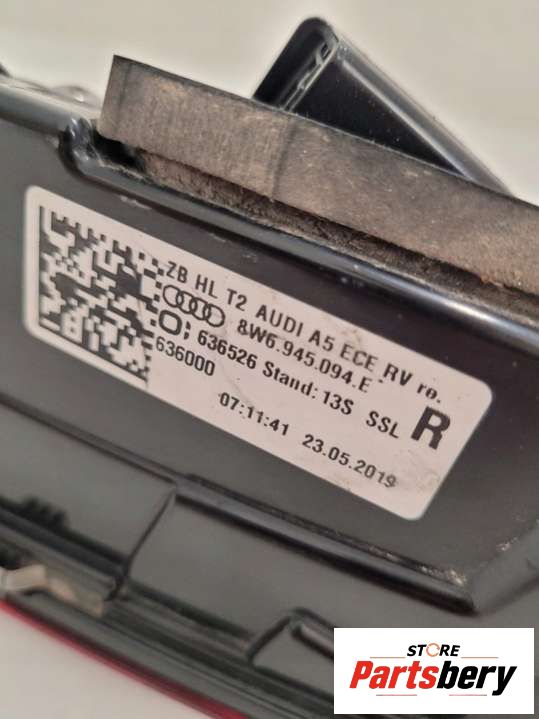 ZB HL T2 AUDI A5 ECE RV re.
8W6.945.094.E
636526 Stand: 13S SSL R
636000
07:11:41 23.05.2019
STORE
Partsbery